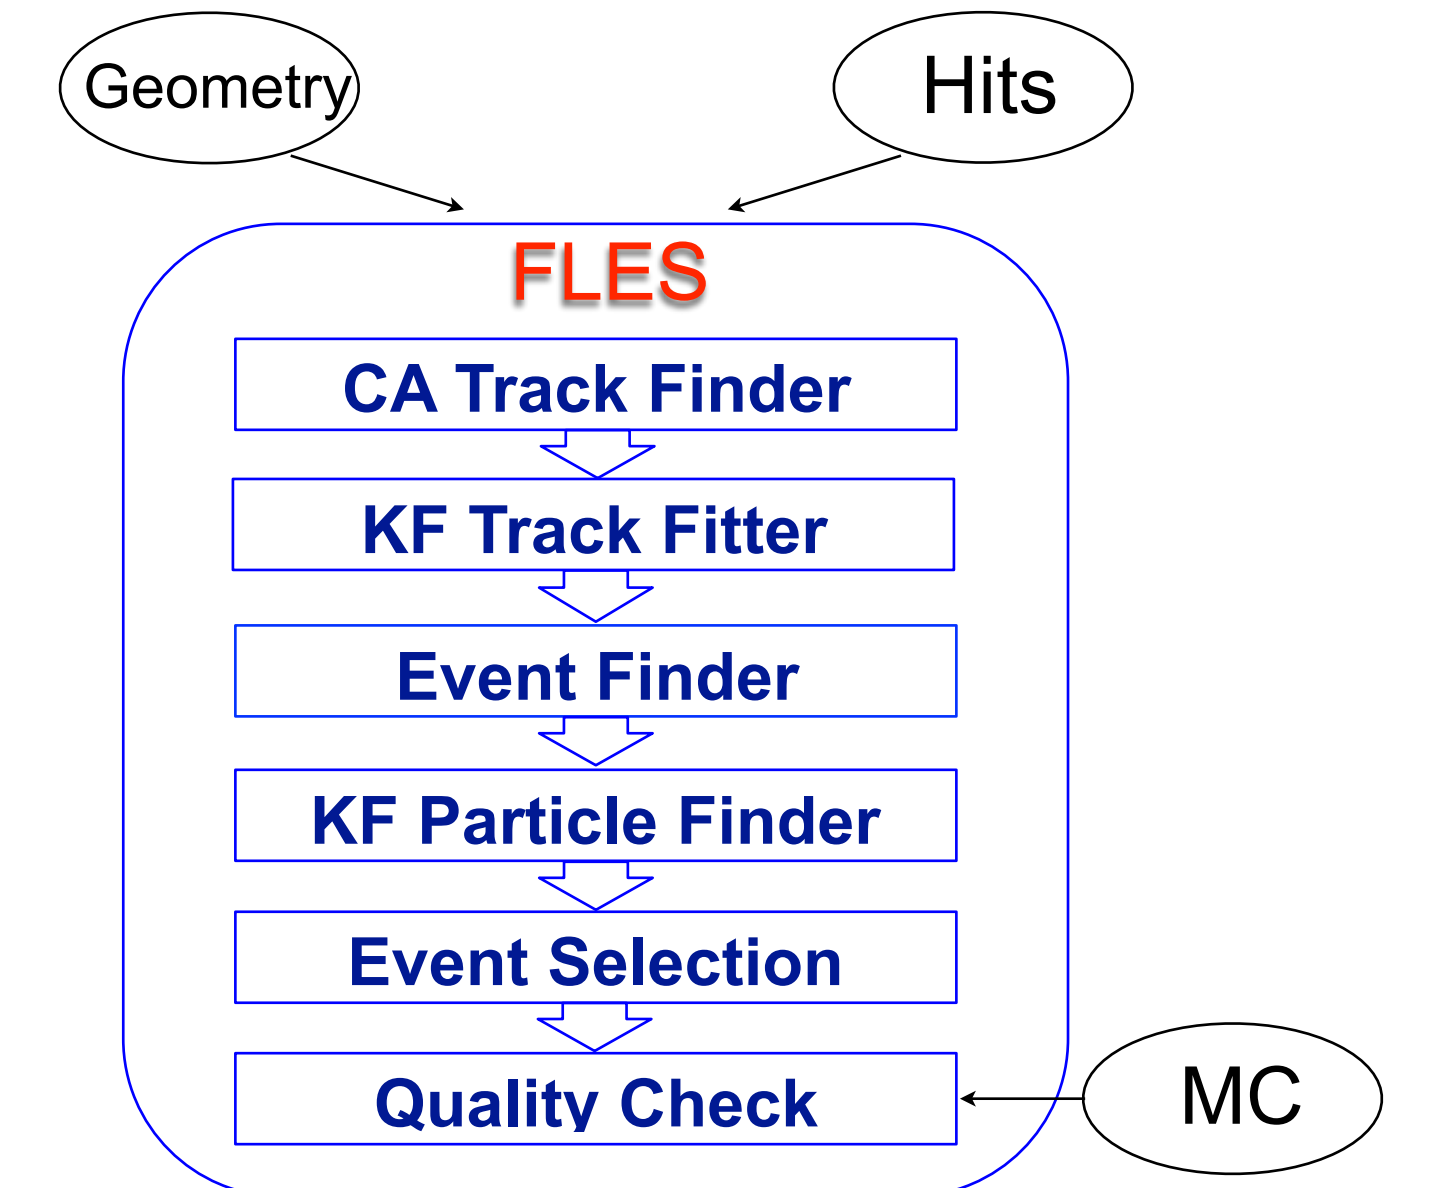 Geometry
Hits
FLES
CA Track Finder
KF Track Fitter
Event Finder
KF Particle Finder
Event Selection
Quality Check
MC